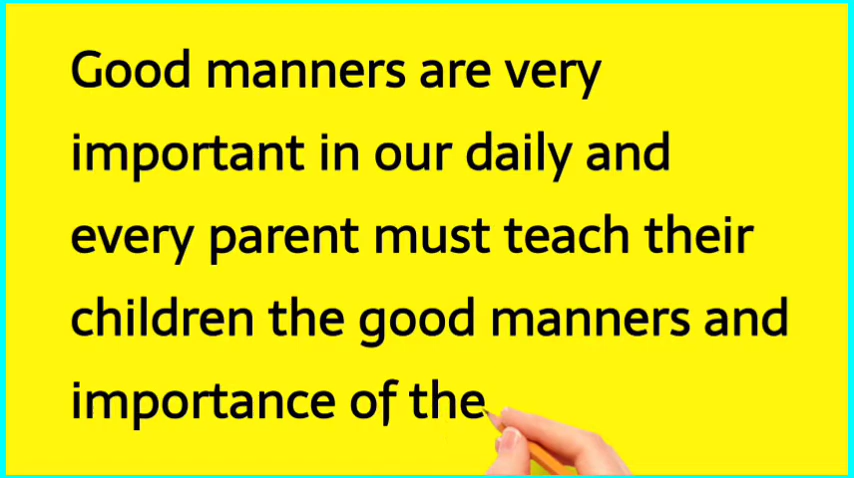 Good manners are very
important in our daily and
every parent must teach their
children the good manners and
importance of the